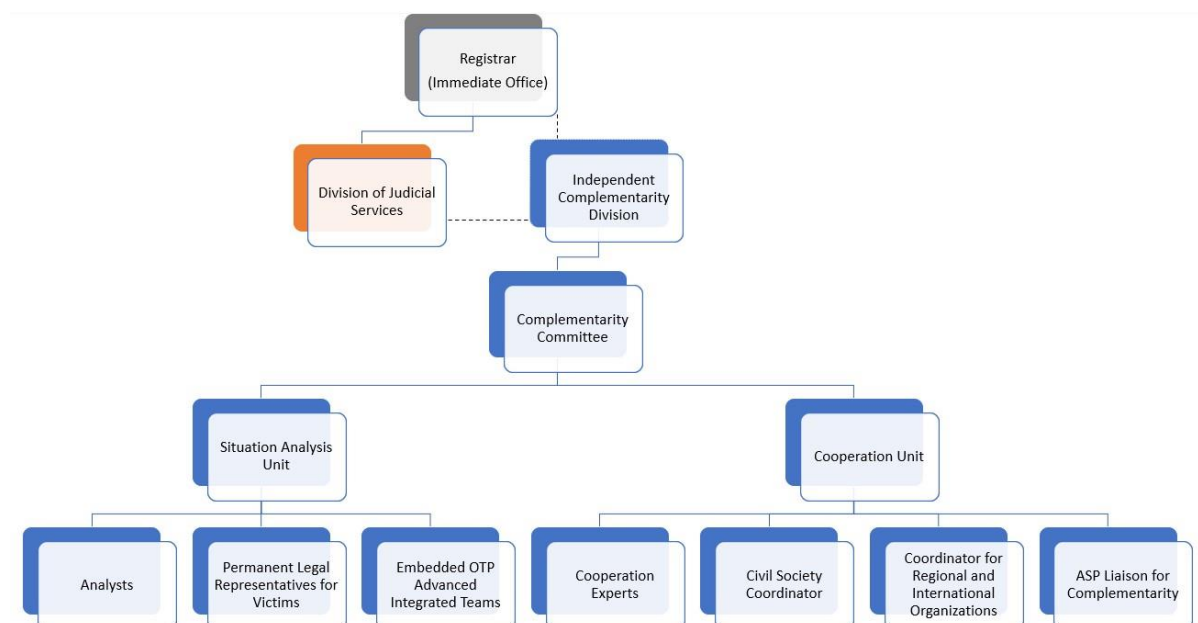 Registrar
(Immediate Office)
Division of Judicial
Services
Independent
Complementarity
Division
Complementarity
Committee
Situation Analysis
Unit
Cooperation Unit
Analysts
Permanent Legal
Representatives for
Victims
Embedded OTP
Advanced
Integrated Teams
Cooperation
Experts
Civil Society
Coordinator
Coordinator for
Regional and
International
Organizations
ASP Liaison for
Complementarity